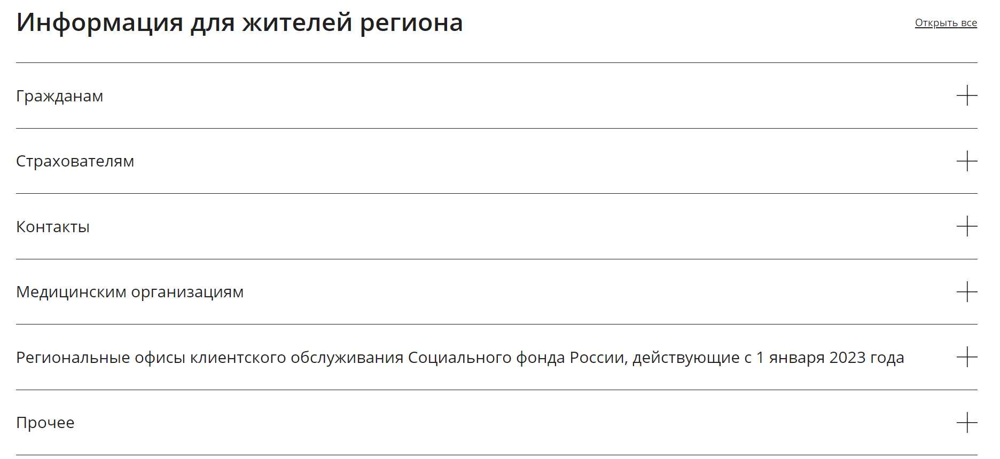 Информация для жителей региона
Открыть все
Гражданам
Страхователям
Контакты
Медицинским организациям
Региональные офисы клиентского обслуживания Социального фонда России, действующие с 1 января 2023 года
Прочее